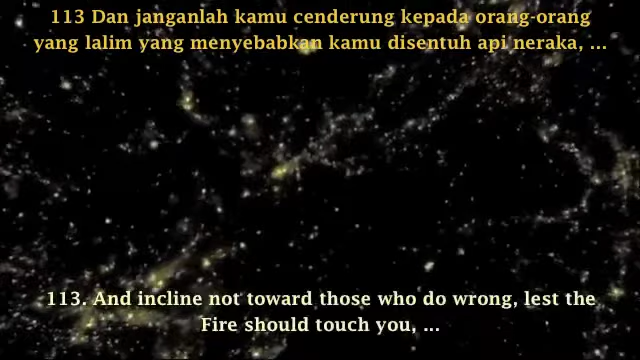 113 Dan janganlah kamu cenderung kepada orang-orang
yang lalim yang menyebabkan kamu disentuh api neraka, ...
113. And incline not toward those who do wrong, lest the
Fire should touch you, ...